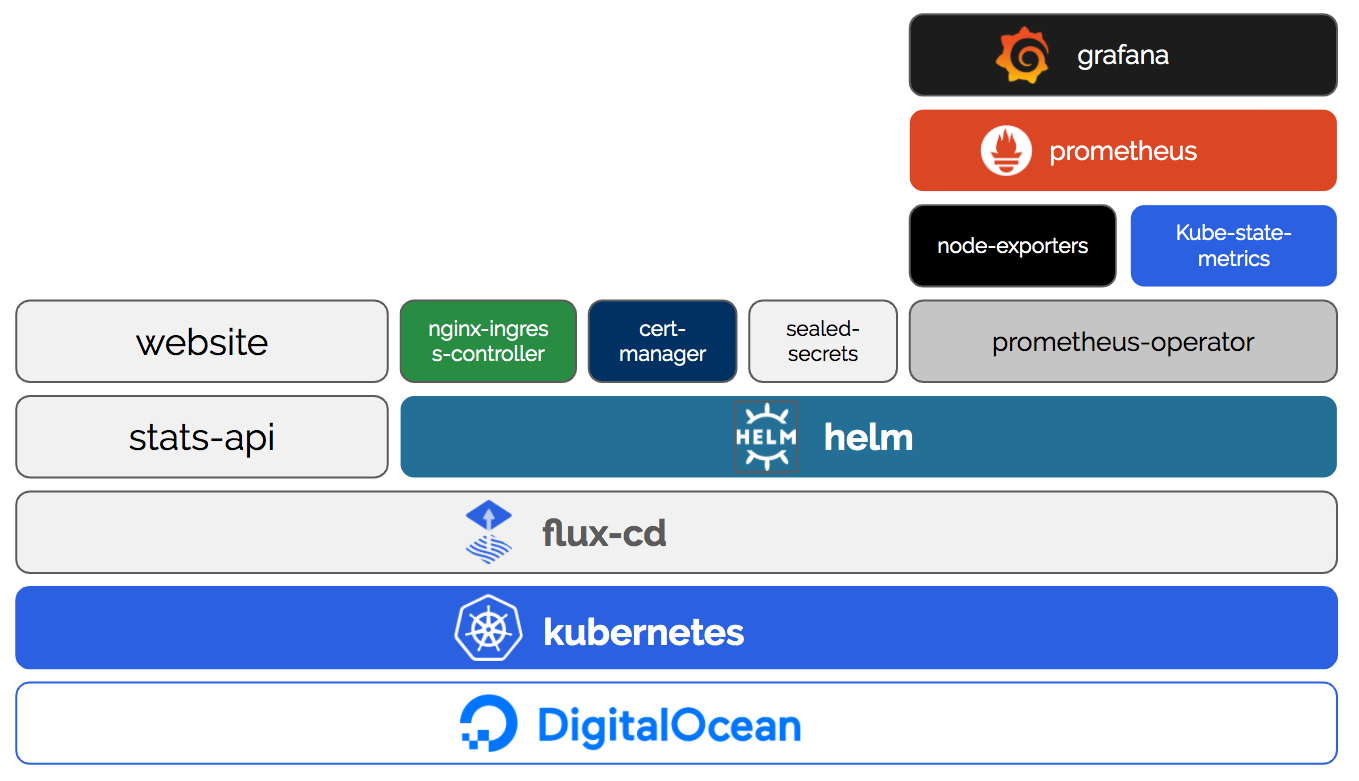 grafana
prometheus
node-exporters
Kube-state-
metrics
website
nginx-ingres
s-controller
cert-
manager
sealed-
secrets
prometheus-operator
stats-api
HELM
helm
flux-cd
kubernetes
DigitalOcean